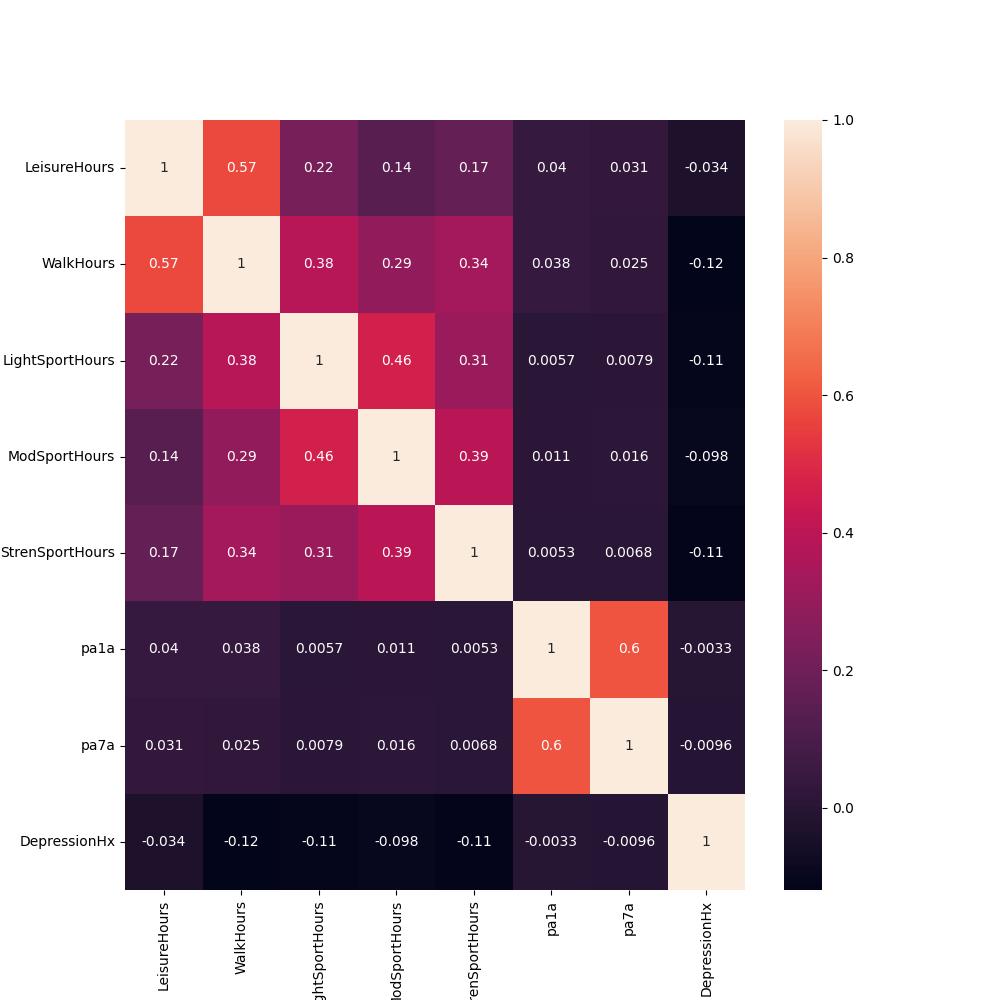 LeisureHours 1 0.57 0.22 0.14 0.17 0.04 0.031 -0.034
WalkHours 0.57 1 0.38 0.29 0.34 0.038 0.025 -0.12
LightSportHours 0.22 0.38 1 0.46 0.31 0.0057 0.0079 -0.11
ModSportHours 0.14 0.29 0.46 1 0.39 0.011 0.016 -0.098
StrenSportHours 0.17 0.34 0.31 0.39 1 0.0053 0.0068 -0.11
pa1a 0.04 0.038 0.0057 0.011 0.0053 1 0.6 -0.0033
pa7a 0.031 0.025 0.0079 0.016 0.0068 0.6 1 -0.0096
DepressionHx -0.034 -0.12 -0.11 -0.098 -0.11 -0.0033 -0.0096 1
LeisureHours
WalkHours
ghtSportHours
lodSportHours
renSportHours
pa1a
pa7a
DepressionHx
1.0
0.8
0.6
0.4
0.2
0.0